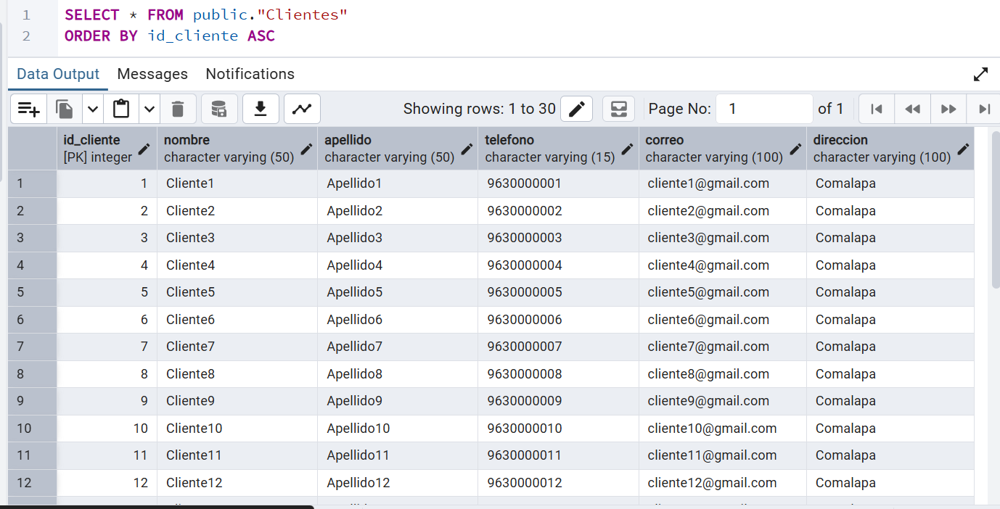 1 SELECT * FROM public."Clientes"
2 ORDER BY id_cliente ASC
Data Output Messages Notifications
Showing rows: 1 to 30 Page No: 1 of 1
id_cliente nombre apellido telefono correo direccion
[PK] integer character varying (50) character varying (50) character varying (15) character varying (100) character varying (100)
1 1 Cliente1 Apellido1 9630000001 cliente1@gmail.com Comalapa
2 2 Cliente2 Apellido2 9630000002 cliente2@gmail.com Comalapa
3 3 Cliente3 Apellido3 9630000003 cliente3@gmail.com Comalapa
4 4 Cliente4 Apellido4 9630000004 cliente4@gmail.com Comalapa
5 5 Cliente5 Apellido5 9630000005 cliente5@gmail.com Comalapa
6 6 Cliente6 Apellido6 9630000006 cliente6@gmail.com Comalapa
7 7 Cliente7 Apellido7 9630000007 cliente7@gmail.com Comalapa
8 8 Cliente8 Apellido8 9630000008 cliente8@gmail.com Comalapa
9 9 Cliente9 Apellido9 9630000009 cliente9@gmail.com Comalapa
10 10 Cliente10 Apellido10 9630000010 cliente10@gmail.com Comalapa
11 11 Cliente11 Apellido11 9630000011 cliente11@gmail.com Comalapa
12 12 Cliente12 Apellido12 9630000012 cliente12@gmail.com Comalapa